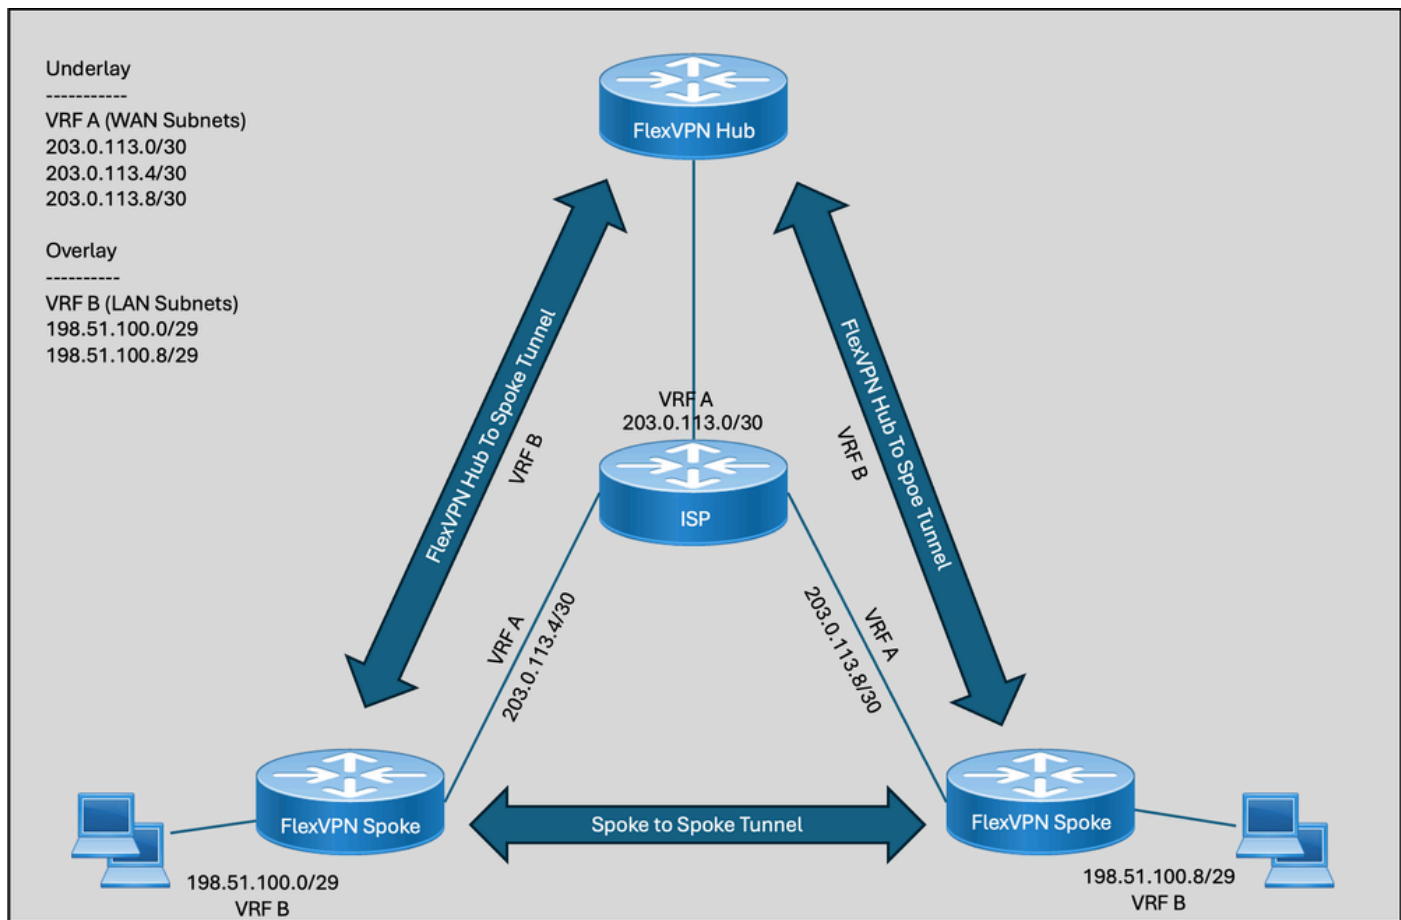 Underlay
-----------
VRF A (WAN Subnets)
203.0.113.0/30
203.0.113.4/30
203.0.113.8/30
Overlay
----------
VRF B (LAN Subnets)
198.51.100.0/29
198.51.100.8/29
FlexVPN Hub
FlexVPN Hub To Spoke Tunnel
VRF B
FlexVPN Hub To Spoe Tunnel
VRF B
VRF A
203.0.113.0/30
ISP
VRF A
203.0.113.4/30
VRF A
203.0.113.8/30
FlexVPN Spoke
Spoke to Spoke Tunnel
FlexVPN Spoke
198.51.100.0/29
VRF B
198.51.100.8/29
VRF B